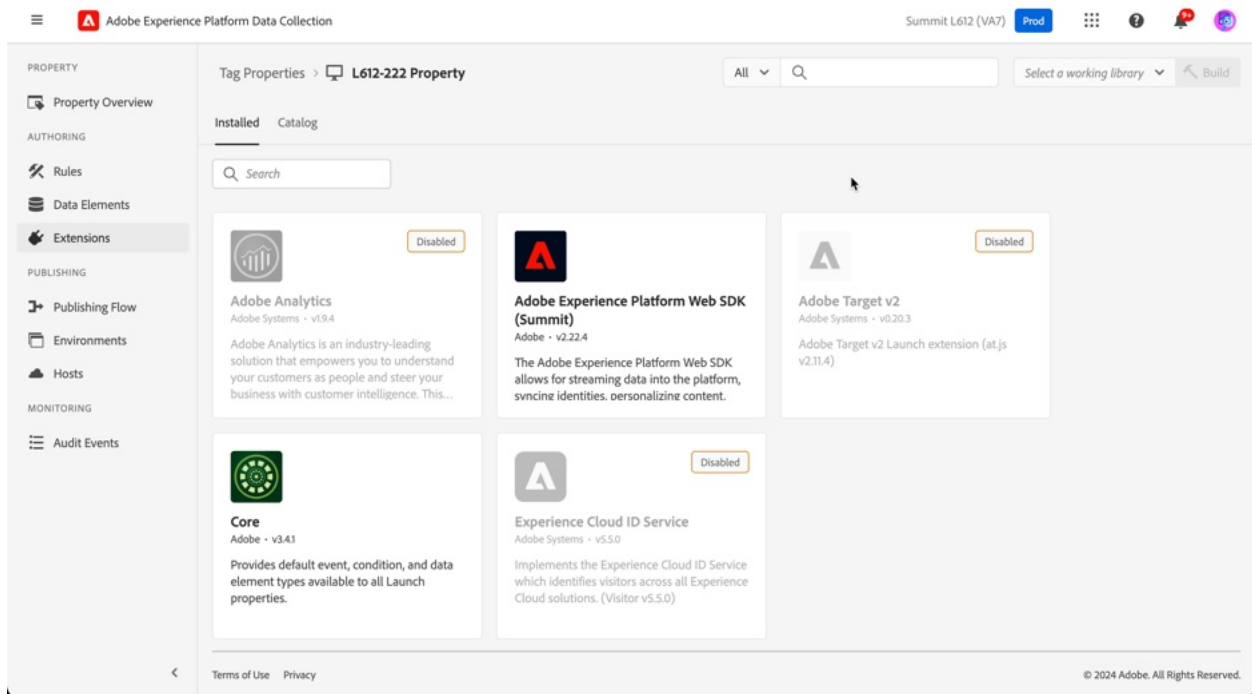 Adobe Experience Platform Data Collection
Summit L612 (VA7)
Prod
9+
PROPERTY
Property Overview
AUTHORING
Rules
Data Elements
Extensions
PUBLISHING
Publishing Flow
Environments
Hosts
MONITORING
Audit Events
Tag Properties > L612-222 Property
All
Select a working library
Build
Installed
Catalog
Search
Disabled
Adobe Analytics
Adobe Systems • v1.9.4
Adobe Analytics is an industry-leading
solution that empowers you to understand
your customers as people and steer your
business with customer intelligence. This...
Adobe Experience Platform Web SDK
(Summit)
Adobe • v2.22.4
The Adobe Experience Platform Web SDK
allows for streaming data into the platform,
syncing identities, personalizing content,
Disabled
Adobe Target v2
Adobe Systems • v0.20.3
Adobe Target v2 Launch extension (at.js
v2.11.4)
Core
Adobe • v3.4.1
Provides default event, condition, and data
element types available to all Launch
properties.
Disabled
Experience Cloud ID Service
Adobe Systems • v5.5.0
Implements the Experience Cloud ID Service
which identifies visitors across all Experience
Cloud solutions. (Visitor v5.5.0)
Terms of Use
Privacy
© 2024 Adobe. All Rights Reserved.